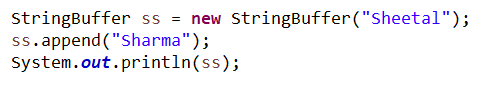 StringBuffer ss = new StringBuffer("Sheetal");
ss.append("Sharma");
System.out.println(ss);